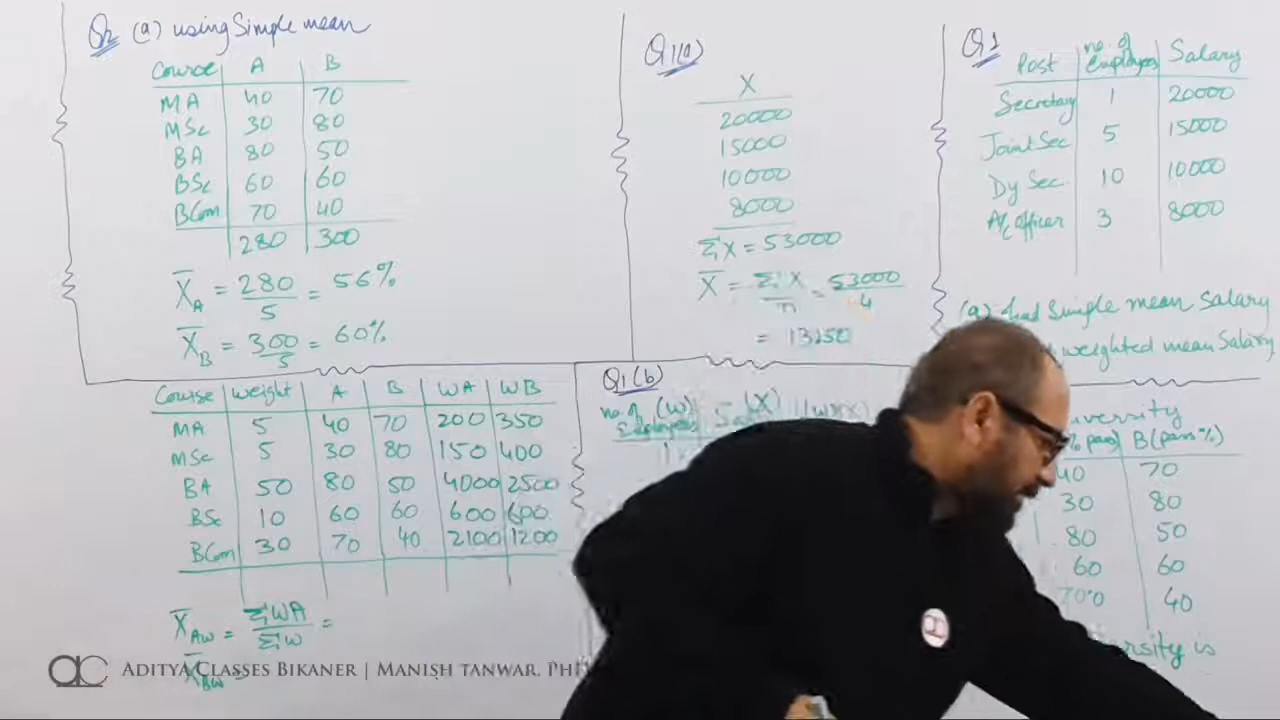 Q2 (a) using Simple mean
Course A B
MA 40 70
MSc 30 80
BA 80 50
BSc 60 60
BCom 70 40
280 300
X̄A = 280/5 = 56%
X̄B = 300/5 = 60%
Course weight A B WA WB
MA 5 40 70 200 350
MSc 5 30 80 150 400
BA 50 80 50 4000 2500
BSc 10 60 60 600 600
BCom 30 70 40 2100 1200
X̄AW = ΣWA/ΣW =
X̄BW =
Q1(a)
X
20000
15000
10000
8000
ΣX = 53000
X̄ = ΣX/n = 53000/4
= 13250
Q1(b)
no. of Employees (W) (X)
1
Q1
Post no. of Employees Salary
Secretary 1 20000
Joint Sec 5 15000
Dy Sec. 10 10000
A/c officer 3 8000
(a) Simple mean Salary
weighted mean Salary
B (pass %)
40 70
30 80
80 50
60 60
70 40
is
ac ADITYA CLASSES BIKANER | MANISH TANWAR.